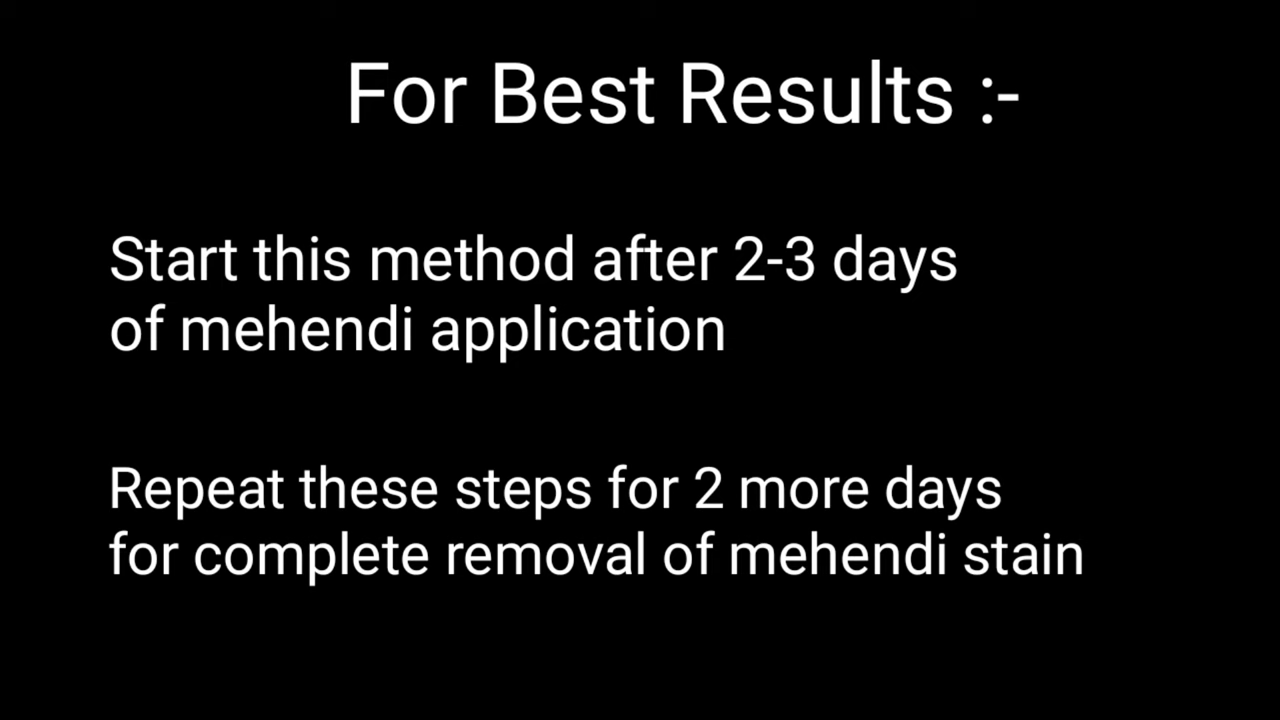 For Best Results :-
Start this method after 2-3 days
of mehendi application
Repeat these steps for 2 more days
for complete removal of mehendi stain